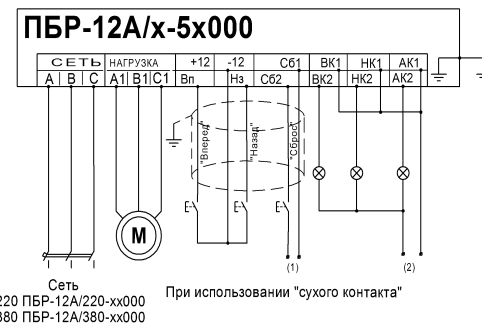 ПБР-12А/х-5х000
СЕТЬ НАГРУЗКА +12 -12 Сб1 ВК1 НК1 АК1
А В С А1 В1 С1 Вп Нз Сб2 ВК2 НК2 АК2
"Вперед"
"Назад"
"Сброс"
М
(1) (2)
Сеть
220 ПБР-12А/220-хх000
380 ПБР-12А/380-хх000
При использовании "сухого контакта"